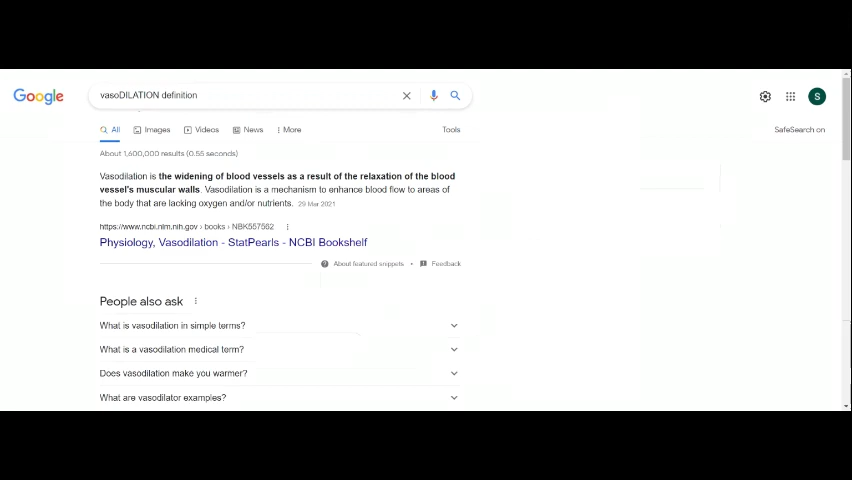 Google
vasoDILATION definition
S
All Images Videos News More Tools
SafeSearch on
About 1,600,000 results (0.55 seconds)
Vasodilation is the widening of blood vessels as a result of the relaxation of the blood
vessel's muscular walls. Vasodilation is a mechanism to enhance blood flow to areas of
the body that are lacking oxygen and/or nutrients. 29 Mar 2021
https://www.ncbi.nlm.nih.gov › books › NBK557562
Physiology, Vasodilation - StatPearls - NCBI Bookshelf
About featured snippets • Feedback
People also ask
What is vasodilation in simple terms?
What is a vasodilation medical term?
Does vasodilation make you warmer?
What are vasodilator examples?